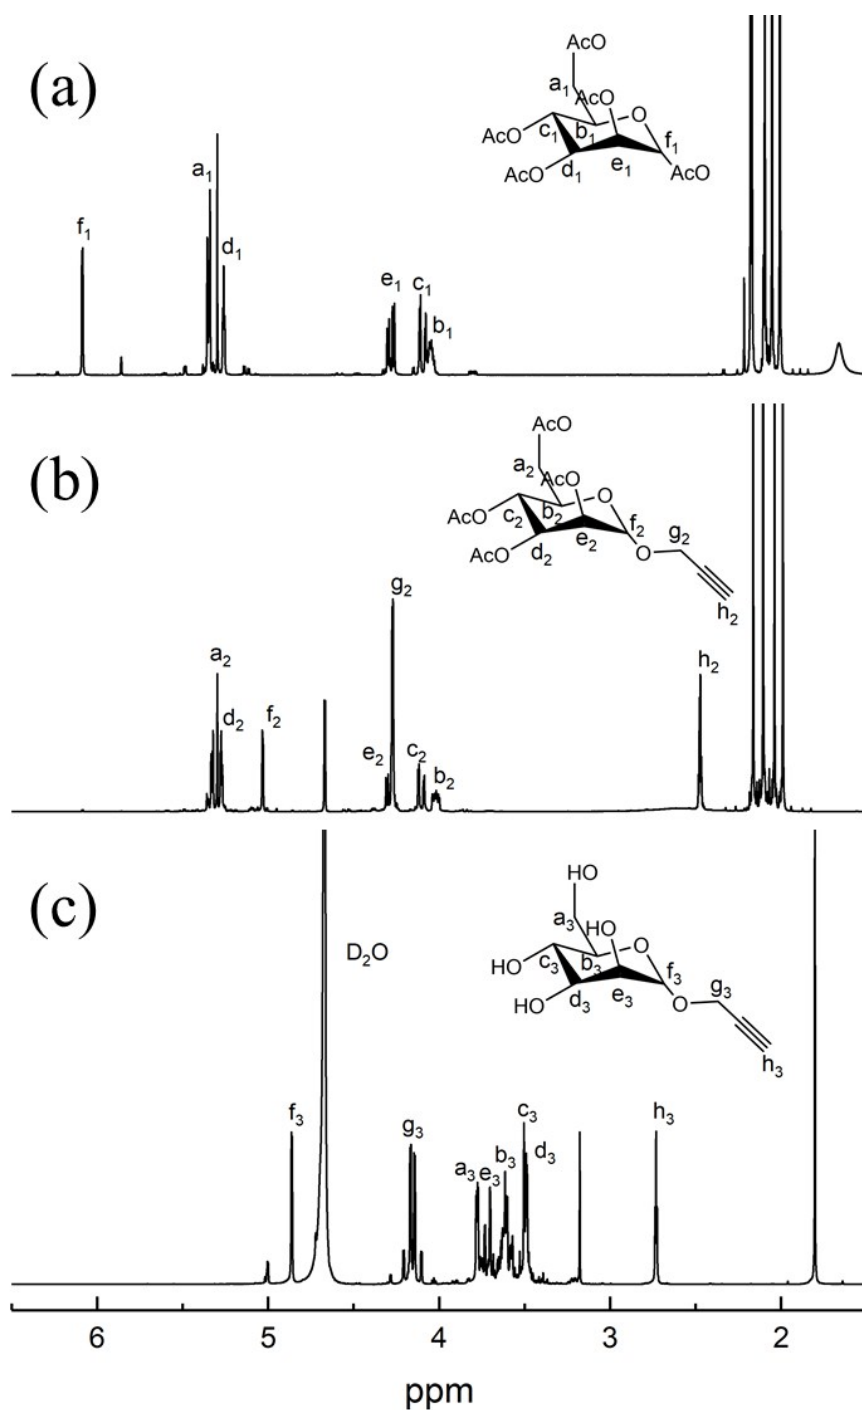 (a)
AcO
a₁
AcO
AcO
c₁
b₁
O
f₁
AcO
d₁
e₁
AcO
f₁
a₁
d₁
e₁
c₁
b₁
(b)
AcO
a₂
AcO
AcO
c₂
b₂
O
f₂
AcO
d₂
e₂
O
g₂
h₂
a₂
d₂
f₂
g₂
e₂
c₂
b₂
h₂
(c)
HO
a₃
HO
HO
c₃
b₃
O
f₃
HO
d₃
e₃
O
g₃
h₃
D₂O
f₃
g₃
a₃
e₃
b₃
c₃
d₃
h₃
6
5
4
3
2
ppm